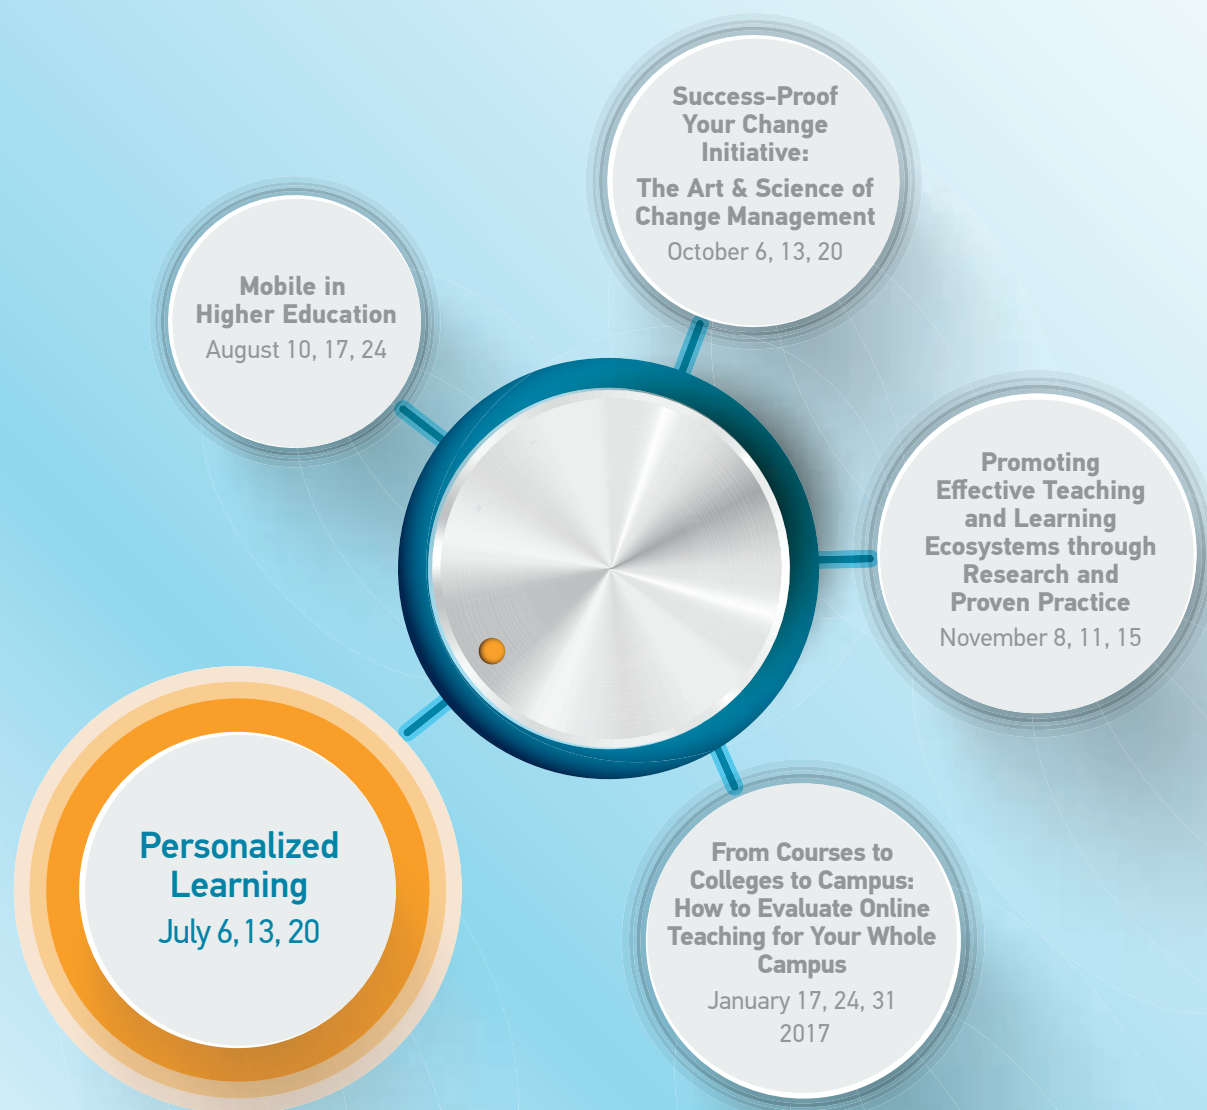 Success-Proof
Your Change
Initiative:
The Art & Science of
Change Management
October 6, 13, 20
Mobile in
Higher Education
August 10, 17, 24
Promoting
Effective Teaching
and Learning
Ecosystems through
Research and
Proven Practice
November 8, 11, 15
Personalized
Learning
July 6, 13, 20
From Courses to
Colleges to Campus:
How to Evaluate Online
Teaching for Your Whole
Campus
January 17, 24, 31
2017